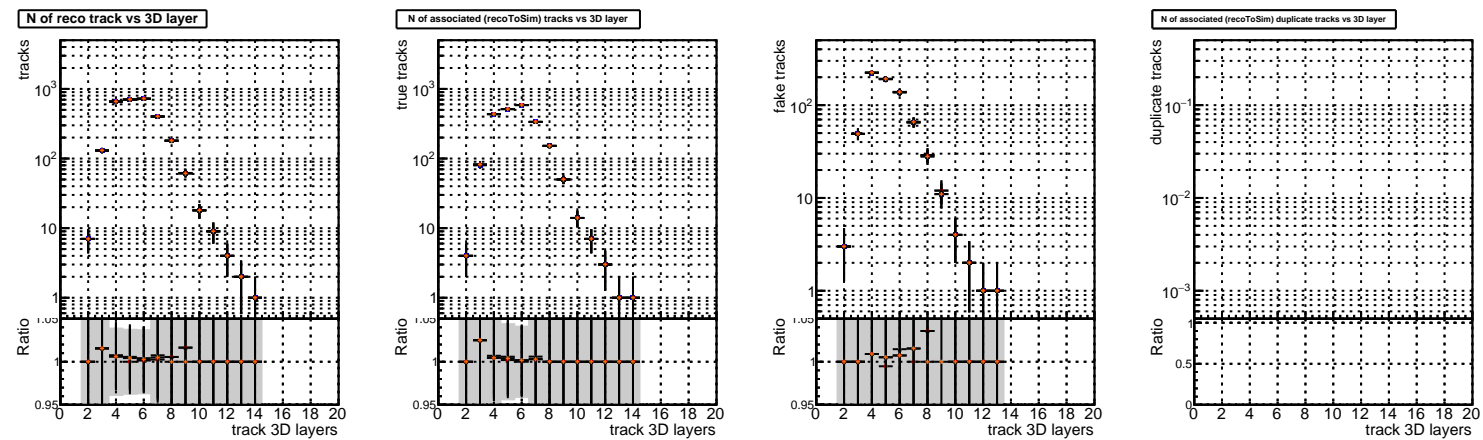 N of reco track vs 3D layer
tracks
10³
10²
10
1
Ratio
1.05
1
0.95
0 2 4 6 8 10 12 14 16 18 20
track 3D layers
N of associated (recoToSim) tracks vs 3D layer
true tracks
10³
10²
10
1
Ratio
1.05
1
0.95
0 2 4 6 8 10 12 14 16 18 20
track 3D layers
fake tracks
10²
10
1
Ratio
1.05
1
0.95
0 2 4 6 8 10 12 14 16 18 20
track 3D layers
N of associated (recoToSim) duplicate tracks vs 3D layer
duplicate tracks
10⁻¹
10⁻²
10⁻³
Ratio
1
0.5
0
0 2 4 6 8 10 12 14 16 18 20
track 3D layers